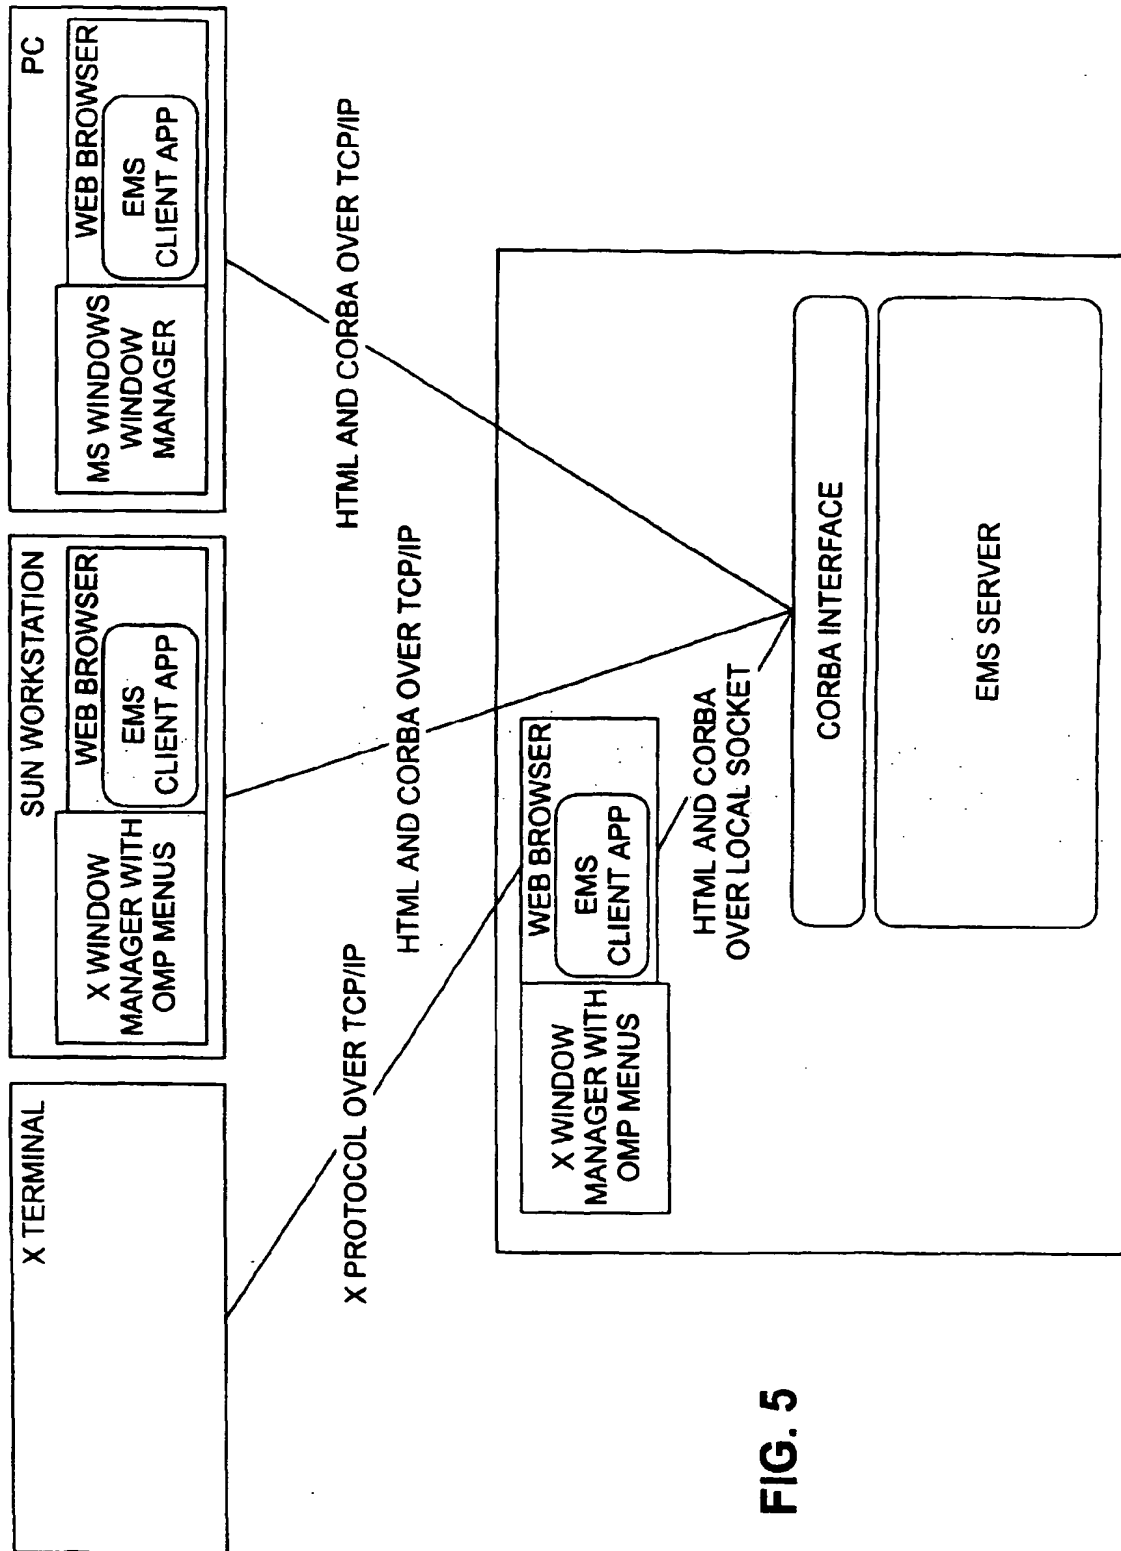 X TERMINAL
SUN WORKSTATION
X WINDOW
MANAGER WITH
OMP MENUS
WEB BROWSER
EMS
CLIENT APP
PC
MS WINDOWS
WINDOW
MANAGER
WEB BROWSER
EMS
CLIENT APP
X PROTOCOL OVER TCP/IP
HTML AND CORBA OVER TCP/IP
HTML AND CORBA OVER TCP/IP
X WINDOW
MANAGER WITH
OMP MENUS
WEB BROWSER
EMS
CLIENT APP
HTML AND CORBA
OVER LOCAL SOCKET
CORBA INTERFACE
EMS SERVER
FIG. 5